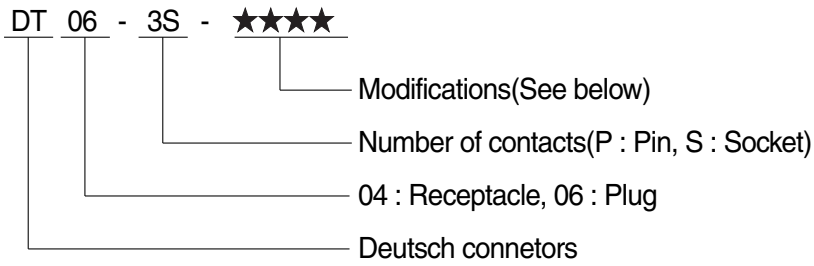 DT 06 - 3S - ★★★★
Modifications(See below)
Number of contacts(P : Pin, S : Socket)
04 : Receptacle, 06 : Plug
Deutsch connetors